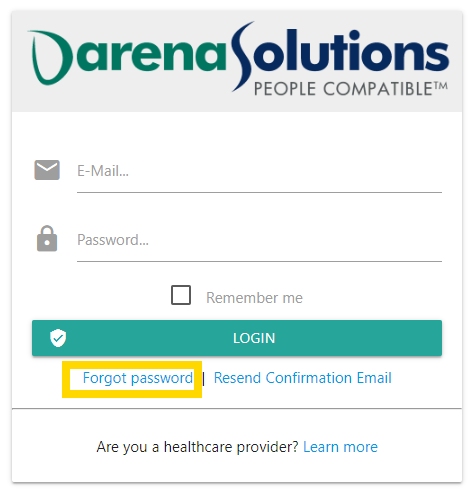 DarenaSolutions
PEOPLE COMPATIBLE™
E-Mail...
Password...
Remember me
LOGIN
Forgot password | Resend Confirmation Email
Are you a healthcare provider? Learn more